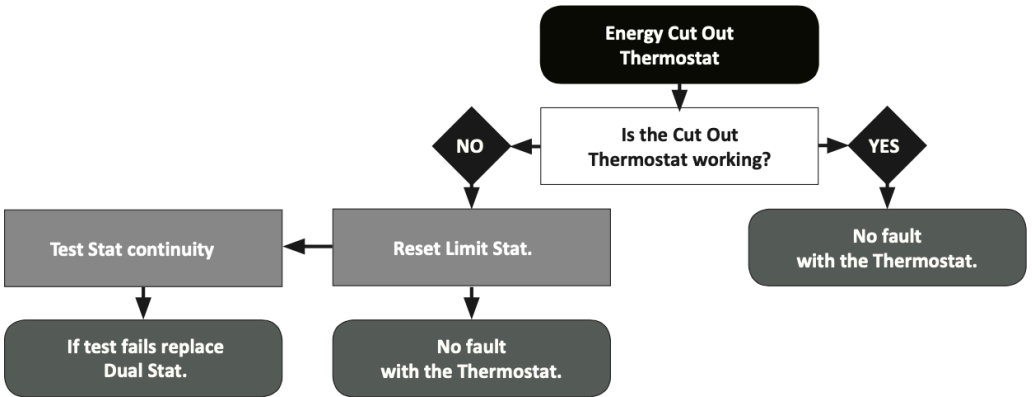 Energy Cut Out
Thermostat
Is the Cut Out
Thermostat working?
NO
YES
Test Stat continuity
Reset Limit Stat.
No fault
with the Thermostat.
If test fails replace
Dual Stat.
No fault
with the Thermostat.